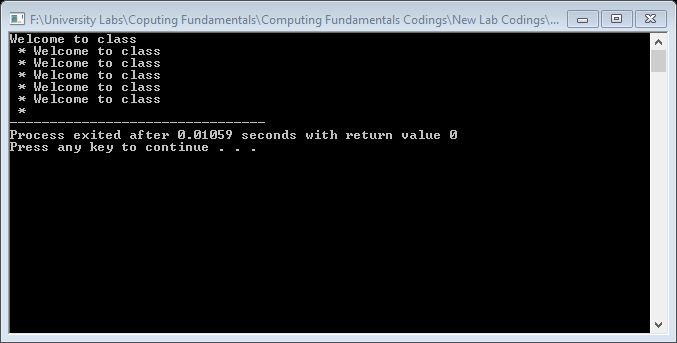 F:\University Labs\Coputing Fundamentals\Computing Fundamentals Codings\New Lab Codings\...
Welcome to class
 * Welcome to class
 * Welcome to class
 * Welcome to class
 * Welcome to class
 * Welcome to class
 *
--------------------------------
Process exited after 0.01059 seconds with return value 0
Press any key to continue . . .